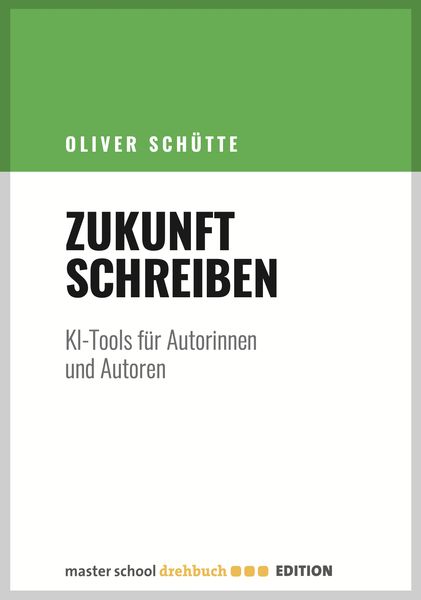 OLIVER SCHÜTTE
ZUKUNFT
SCHREIBEN
KI-Tools für Autorinnen
und Autoren
master school drehbuch EDITION